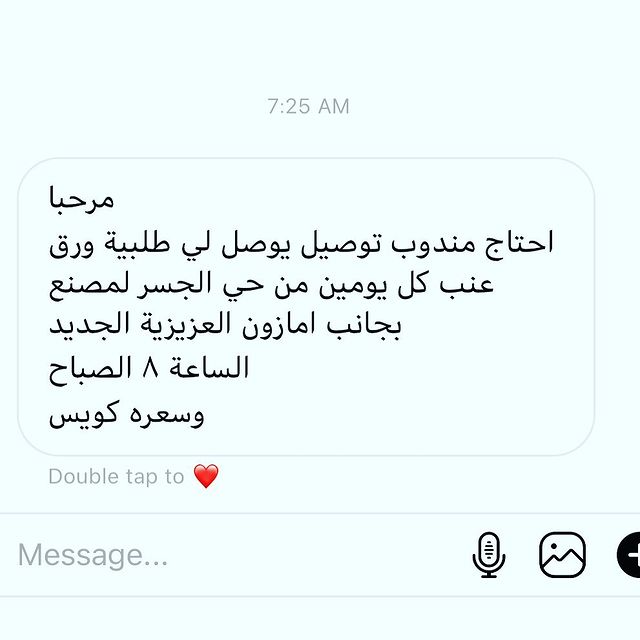 7:25 AM
مرحبا
احتاج مندوب توصيل يوصل لي طلبية ورق
عنب كل يومين من حي الجسر لمصنع
بجانب امازون العزيزية الجديد
الساعة ٨ الصباح
وسعره كويس
Double tap to ❤️
Message...